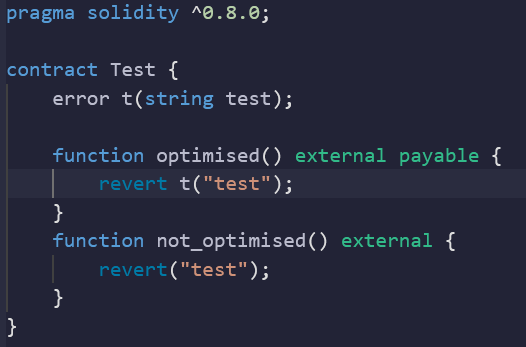 pragma solidity ^0.8.0;
contract Test {
error t(string test);
function optimised() external payable {
revert t("test");
}
function not_optimised() external {
revert("test");
}
}